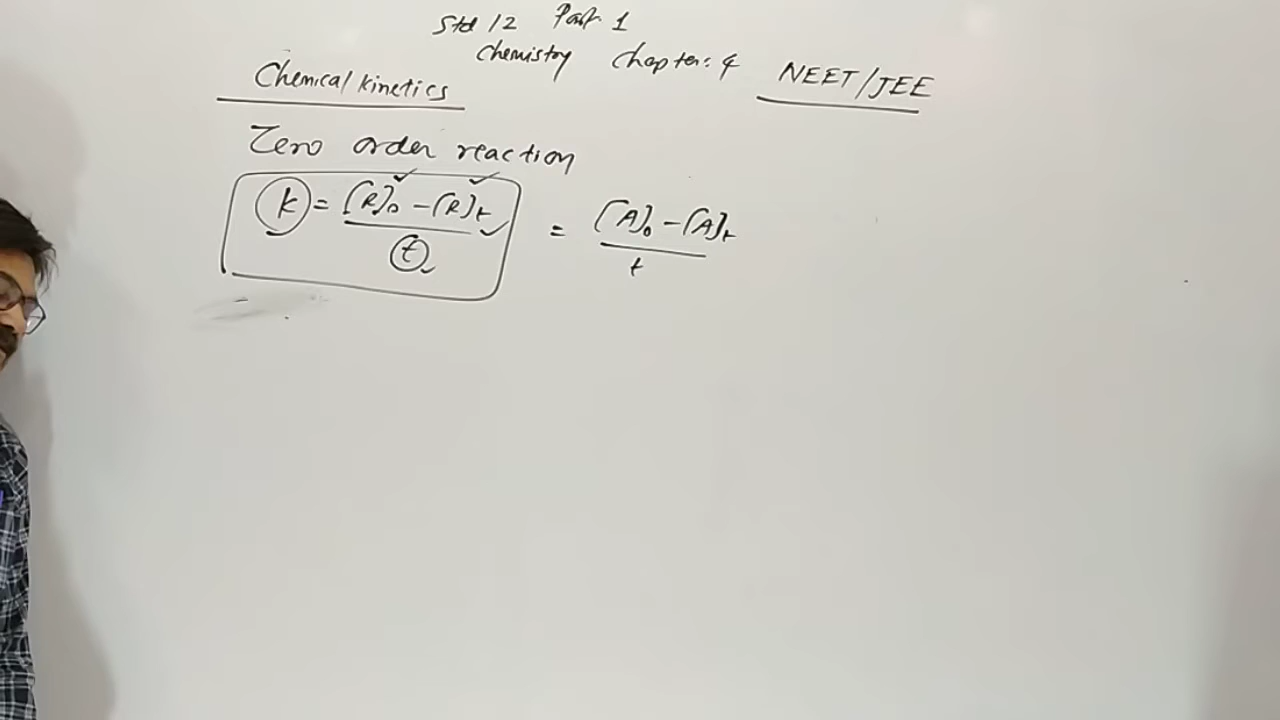 Std 12 Part 1
Chemistry Chapter: 4 NEET/JEE
Chemical kinetics
Zero order reaction
k = [R]₀ - [R]t / t = [A]₀ - [A]t / t